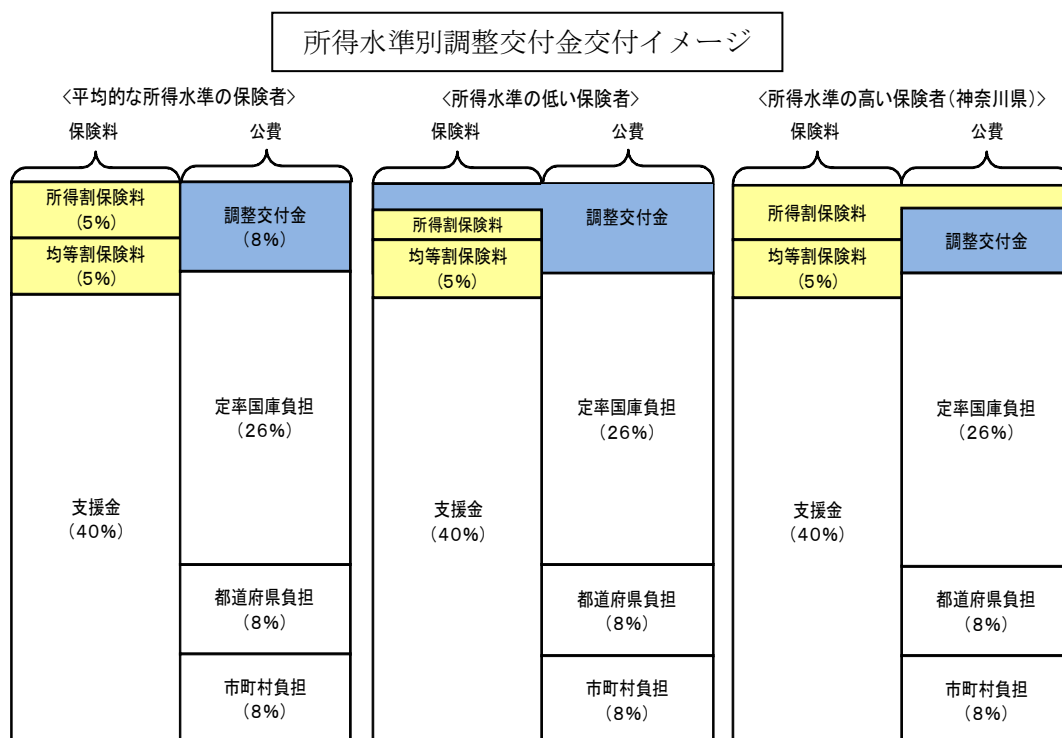 所得水準別調整交付金交付イメージ
〈平均的な所得水準の保険者〉
保険料
公費
所得割保険料
(5%)
均等割保険料
(5%)
支援金
(40%)
調整交付金
(8%)
定率国庫負担
(26%)
都道府県負担
(8%)
市町村負担
(8%)
〈所得水準の低い保険者〉
保険料
公費
所得割保険料
均等割保険料
(5%)
支援金
(40%)
調整交付金
定率国庫負担
(26%)
都道府県負担
(8%)
市町村負担
(8%)
〈所得水準の高い保険者(神奈川県)〉
保険料
公費
所得割保険料
均等割保険料
(5%)
支援金
(40%)
調整交付金
定率国庫負担
(26%)
都道府県負担
(8%)
市町村負担
(8%)